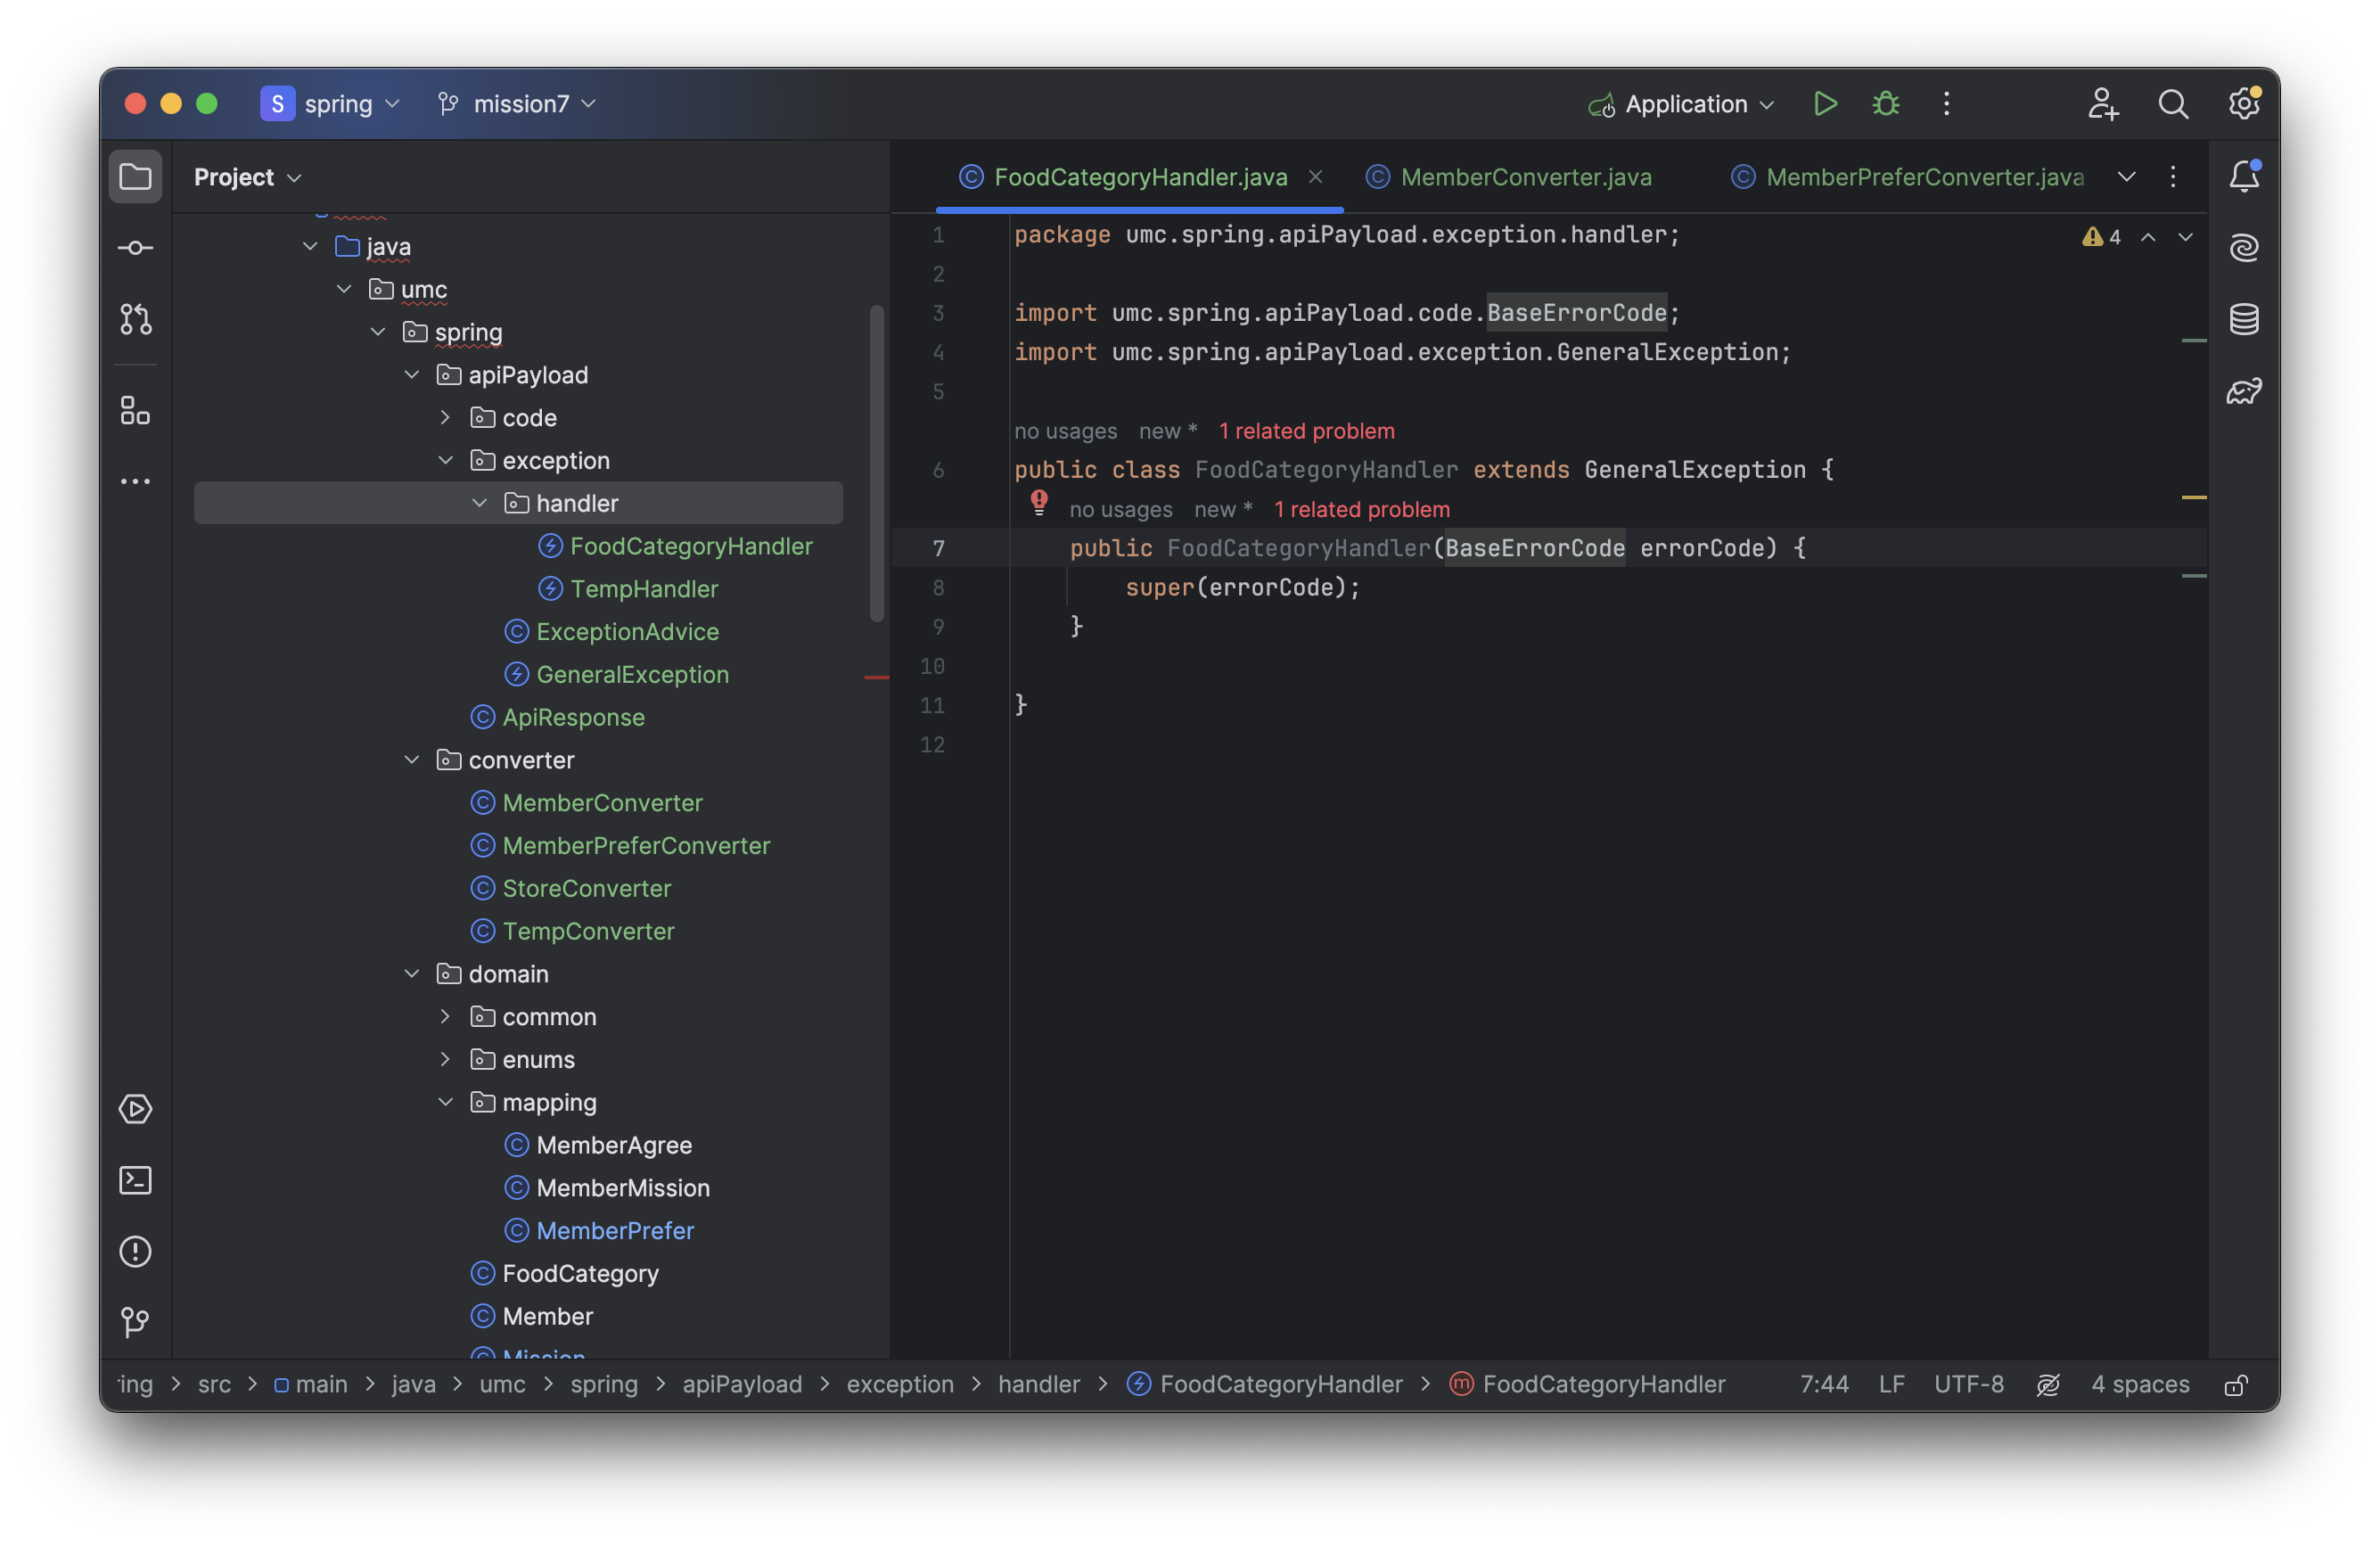 S spring mission7 Application
Project
java
umc
spring
apiPayload
code
exception
handler
FoodCategoryHandler
TempHandler
ExceptionAdvice
GeneralException
ApiResponse
converter
MemberConverter
MemberPreferConverter
StoreConverter
TempConverter
domain
common
enums
mapping
MemberAgree
MemberMission
MemberPrefer
FoodCategory
Member
Mission
FoodCategoryHandler.java MemberConverter.java MemberPreferConverter.java
4
1 package umc.spring.apiPayload.exception.handler;
2
3 import umc.spring.apiPayload.code.BaseErrorCode;
4 import umc.spring.apiPayload.exception.GeneralException;
5
no usages new * 1 related problem
6 public class FoodCategoryHandler extends GeneralException {
no usages new * 1 related problem
7 public FoodCategoryHandler(BaseErrorCode errorCode) {
8 super(errorCode);
9 }
10
11 }
12
ing > src > main > java > umc > spring > apiPayload > exception > handler > FoodCategoryHandler > m FoodCategoryHandler 7:44 LF UTF-8 4 spaces